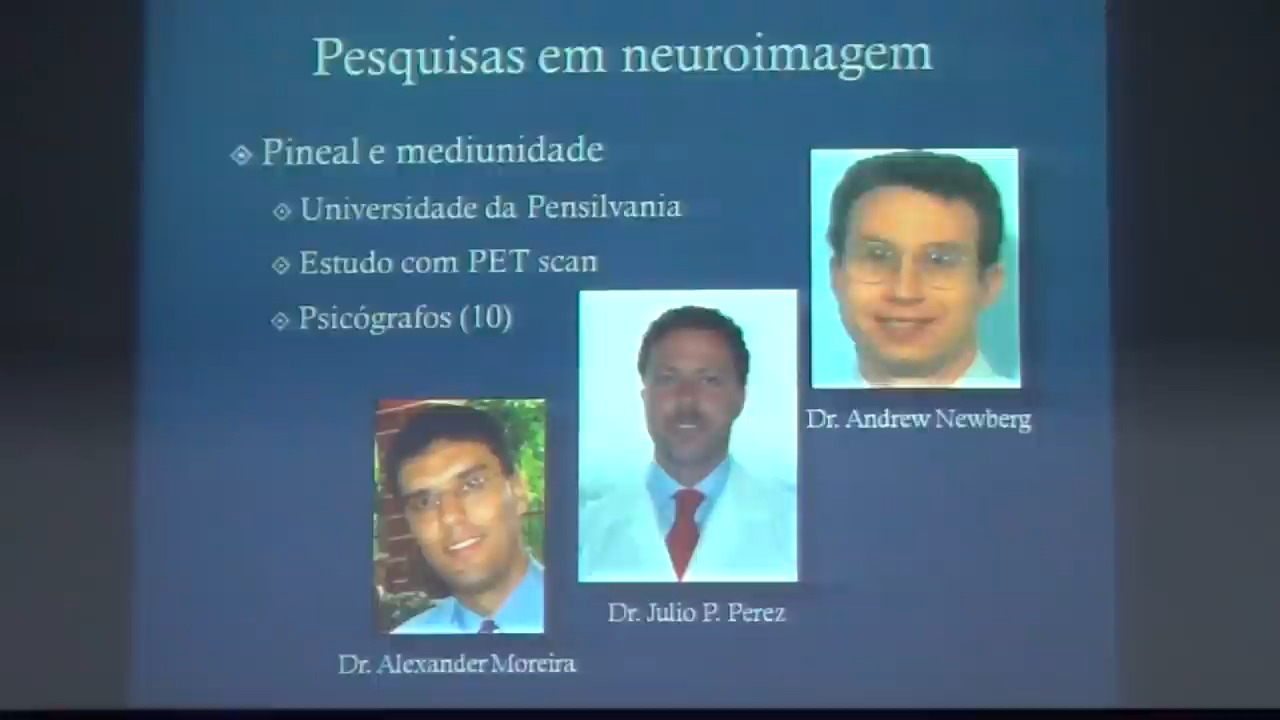 Pesquisas em neuroimagem
Pineal e mediunidade
Universidade da Pensilvania
Estudo com PET scan
Psicógrafos (10)
Dr. Andrew Newberg
Dr. Julio P. Perez
Dr. Alexander Moreira